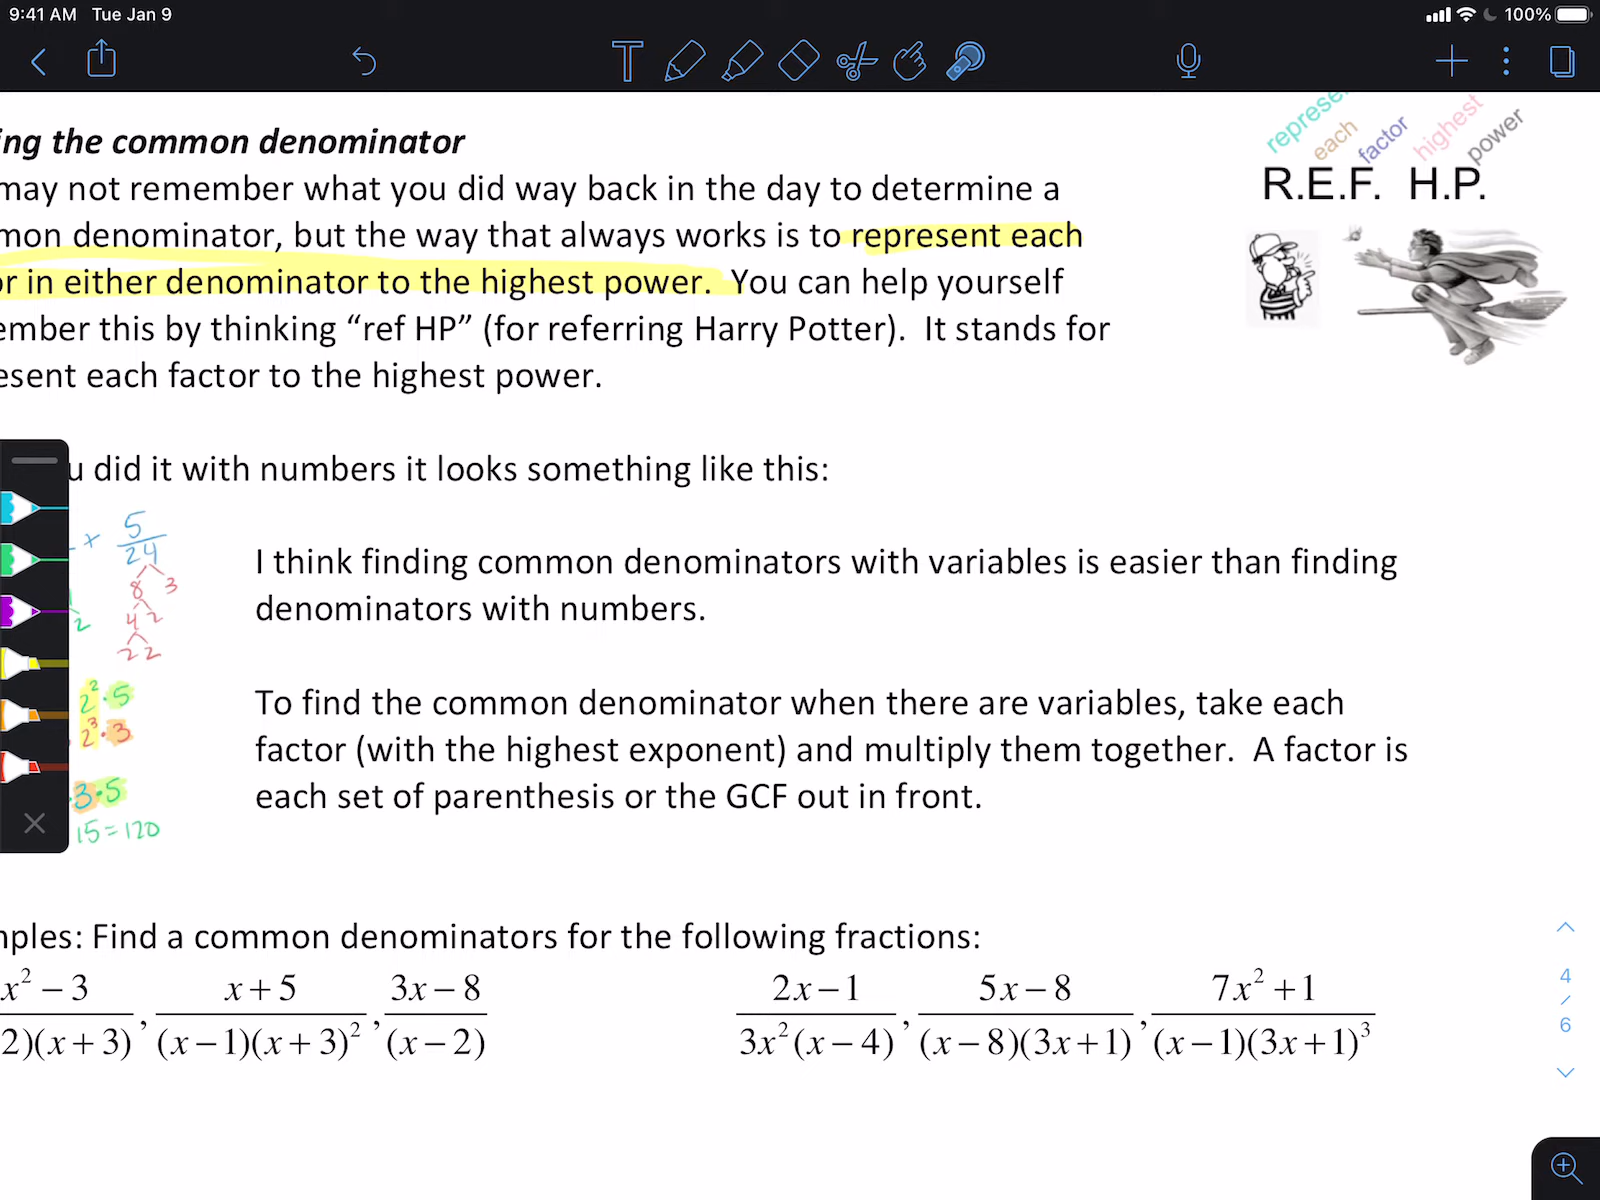 9:41 AM Tue Jan 9
100%
represe
each
factor
highest
power
ing the common denominator
R.E.F. H.P.
may not remember what you did way back in the day to determine a
mon denominator, but the way that always works is to represent each
or in either denominator to the highest power. You can help yourself
ember this by thinking “ref HP” (for referring Harry Potter). It stands for
esent each factor to the highest power.
u did it with numbers it looks something like this:
+ 5/24
8 3
2 4 2
2 2
I think finding common denominators with variables is easier than finding
denominators with numbers.
2² · 5
2³ · 3
· 3 · 5
15 = 120
To find the common denominator when there are variables, take each
factor (with the highest exponent) and multiply them together. A factor is
each set of parenthesis or the GCF out in front.
mples: Find a common denominators for the following fractions:
x² − 3 x + 5 3x − 8 2x − 1 5x − 8 7x² + 1
2)(x + 3) , (x − 1)(x + 3)² , (x − 2) 3x²(x − 4) , (x − 8)(3x + 1) , (x − 1)(3x + 1)³
4
/
6